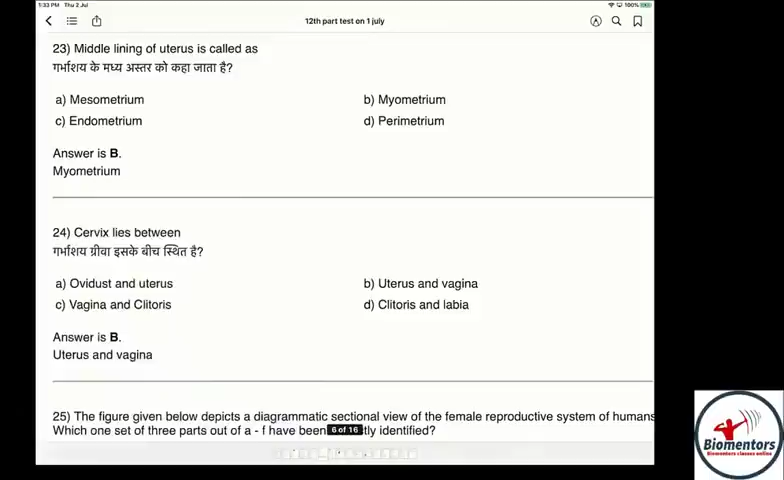 1:33 PM Thu 2 Jul
100%
12th part test on 1 july
23) Middle lining of uterus is called as
गर्भाशय के मध्य अस्तर को कहा जाता है?
a) Mesometrium
b) Myometrium
c) Endometrium
d) Perimetrium
Answer is B.
Myometrium
24) Cervix lies between
गर्भाशय ग्रीवा इसके बीच स्थित है?
a) Ovidust and uterus
b) Uterus and vagina
c) Vagina and Clitoris
d) Clitoris and labia
Answer is B.
Uterus and vagina
25) The figure given below depicts a diagrammatic sectional view of the female reproductive system of humans
Which one set of three parts out of a - f have been tly identified?
6 of 16
Biomentors
Biomentors classes online